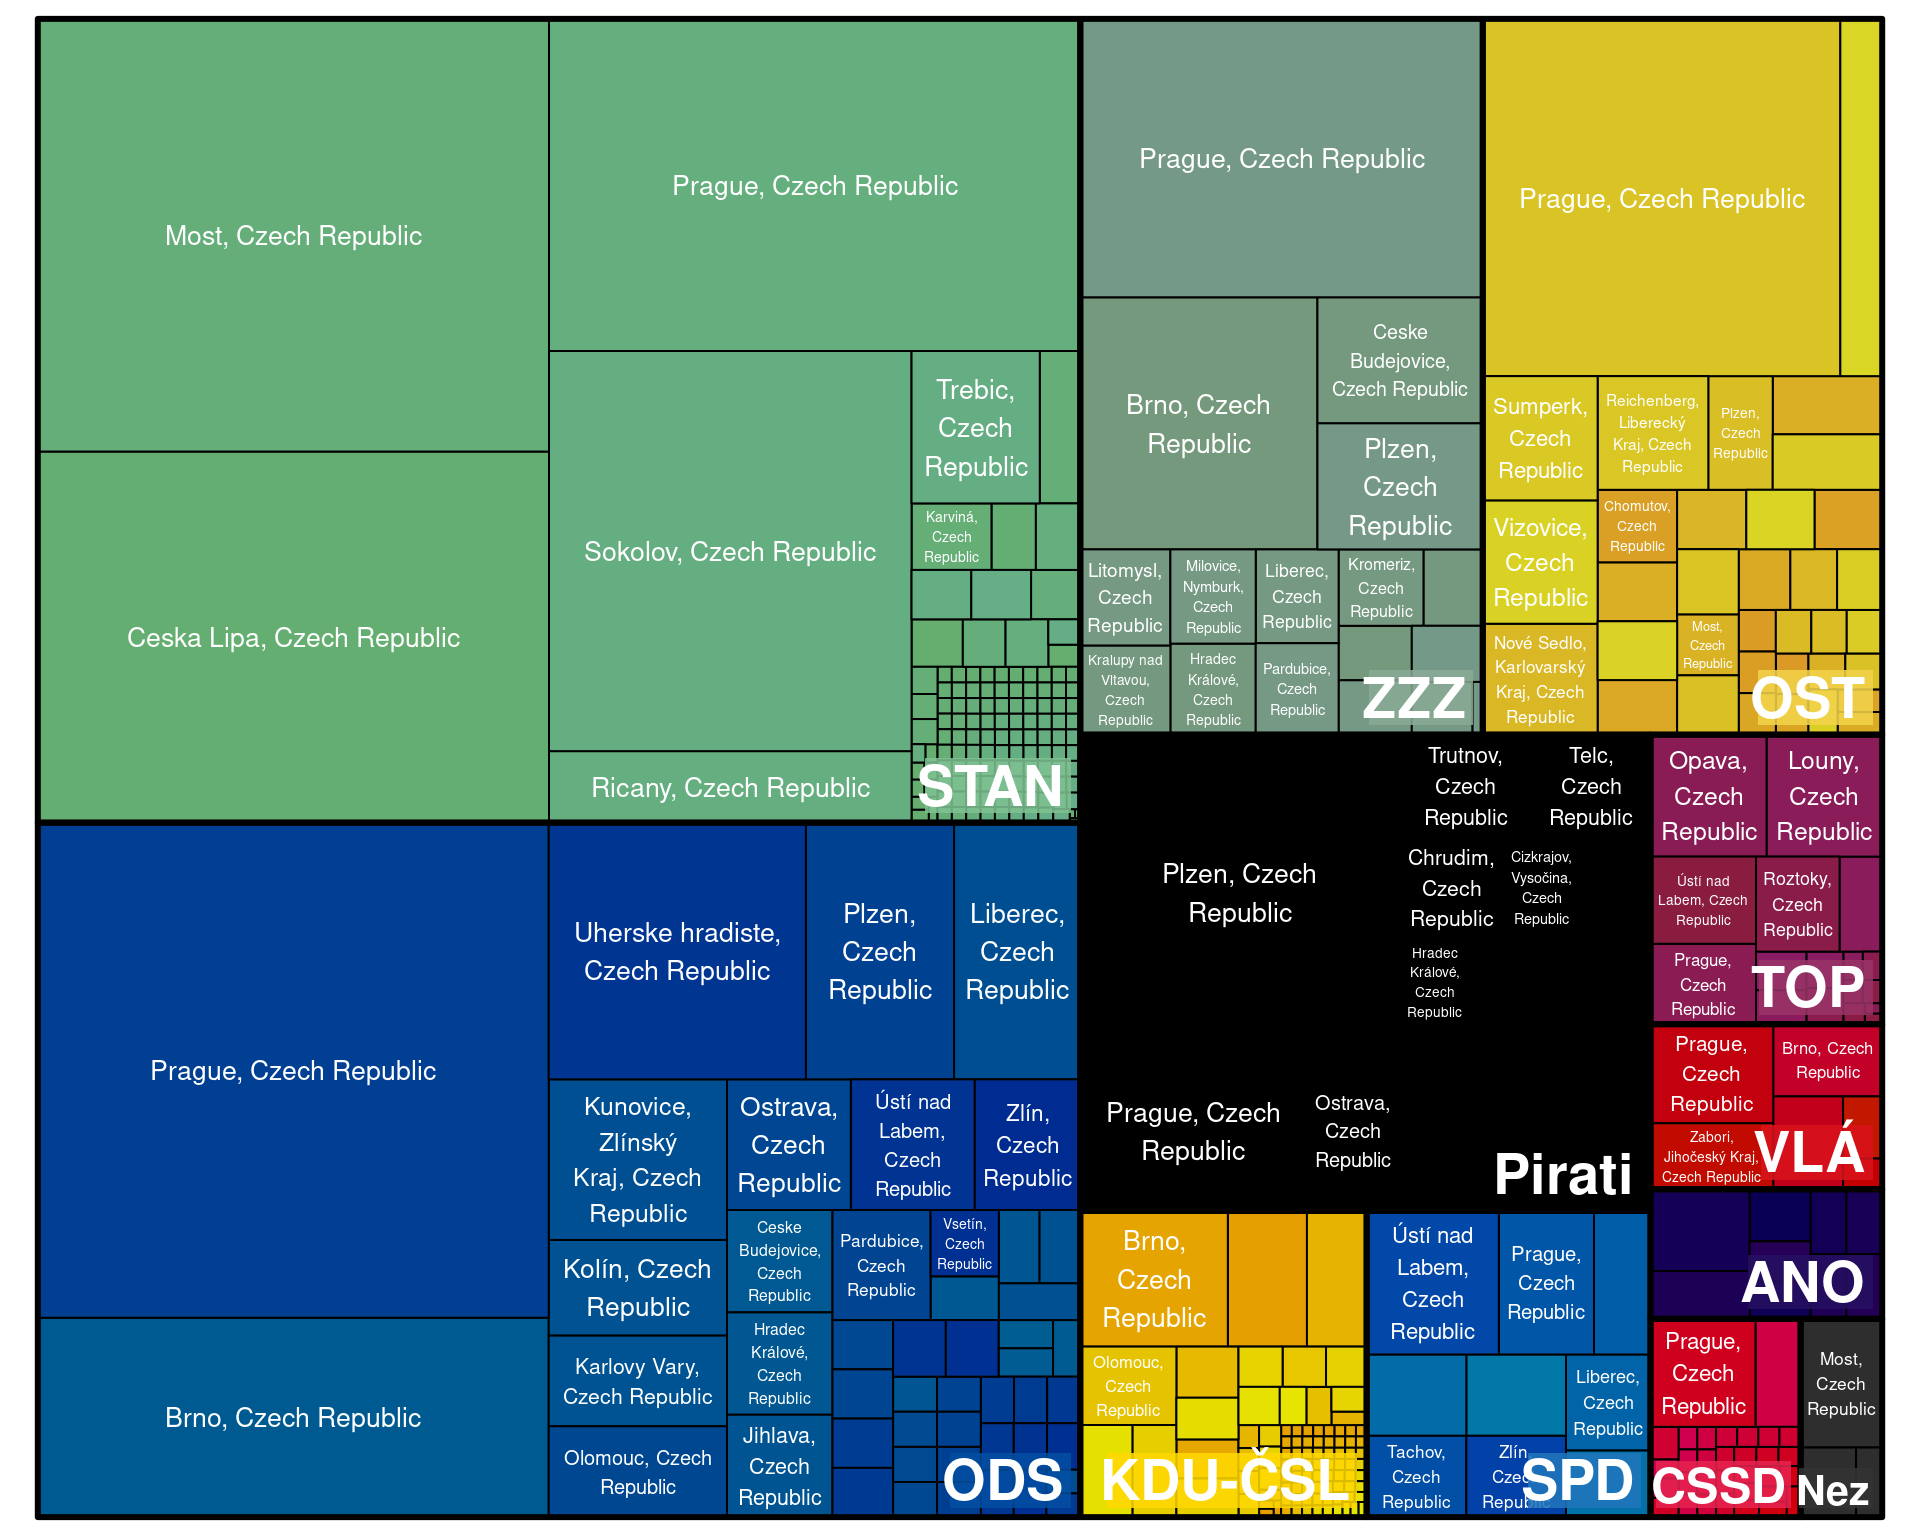 Most, Czech Republic
Ceska Lipa, Czech Republic
Prague, Czech Republic
Sokolov, Czech Republic
Ricany, Czech Republic
Trebic,
Czech
Republic
Karviná,
Czech
Republic
STAN
Prague, Czech Republic
Brno, Czech
Republic
Ceske
Budejovice,
Czech Republic
Plzen,
Czech
Republic
Litomysl,
Czech
Republic
Milovice,
Nymburk,
Czech
Republic
Liberec,
Czech
Republic
Kromeriz,
Czech
Republic
Kralupy nad
Vltavou,
Czech
Republic
Hradec
Králové,
Czech
Republic
Pardubice,
Czech
Republic
ZZZ
Prague, Czech Republic
Sumperk,
Czech
Republic
Reichenberg,
Liberecký
Kraj, Czech
Republic
Plzen,
Czech
Republic
Vizovice,
Czech
Republic
Chomutov,
Czech
Republic
Nové Sedlo,
Karlovarský
Kraj, Czech
Republic
Most,
Czech
Republic
OST
Prague, Czech Republic
Brno, Czech Republic
Uherske hradiste,
Czech Republic
Plzen,
Czech
Republic
Liberec,
Czech
Republic
Kunovice,
Zlínský
Kraj, Czech
Republic
Ostrava,
Czech
Republic
Ústí nad
Labem,
Czech
Republic
Zlín,
Czech
Republic
Kolín, Czech
Republic
Ceske
Budejovice,
Czech
Republic
Pardubice,
Czech
Republic
Vsetín,
Czech
Republic
Karlovy Vary,
Czech Republic
Hradec
Králové,
Czech
Republic
Olomouc, Czech
Republic
Jihlava,
Czech
Republic
ODS
Plzen, Czech
Republic
Trutnov,
Czech
Republic
Telc,
Czech
Republic
Chrudim,
Czech
Republic
Cizkrajov,
Vysočina,
Czech
Republic
Hradec
Králové,
Czech
Republic
Prague, Czech
Republic
Ostrava,
Czech
Republic
Pirati
Opava,
Czech
Republic
Louny,
Czech
Republic
Ústí nad
Labem, Czech
Republic
Roztoky,
Czech
Republic
Prague,
Czech
Republic
TOP
Prague,
Czech
Republic
Brno, Czech
Republic
Zabori,
Jihočeský Kraj,
Czech Republic
VLÁ
ANO
Brno,
Czech
Republic
Olomouc,
Czech
Republic
KDU-ČSL
Ústí nad
Labem,
Czech
Republic
Prague,
Czech
Republic
Liberec,
Czech
Republic
Tachov,
Czech
Republic
Zlín
Czech
Republic
SPD
Prague,
Czech
Republic
CSSD
Most,
Czech
Republic
Nez